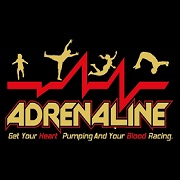 ADRENALINE
Get Your Heart Pumping And Your Blood Racing.